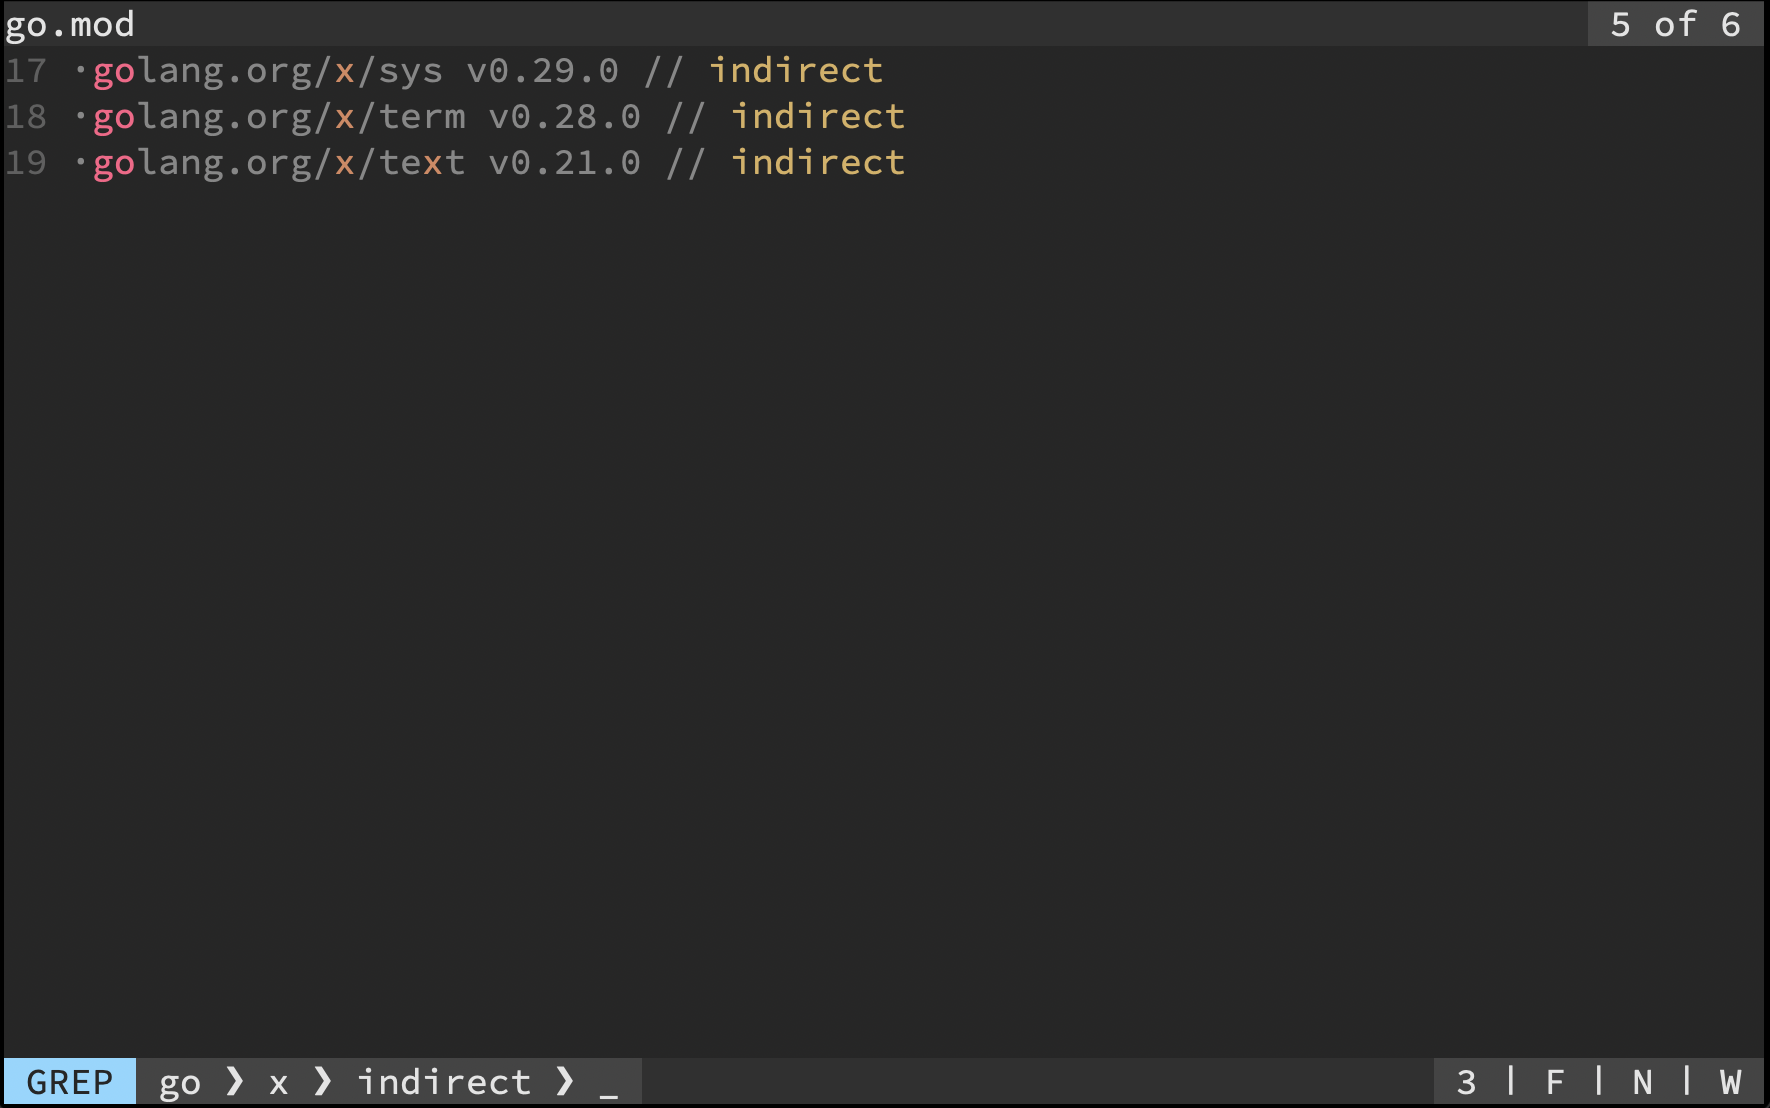 go.mod 5 of 6
17 ·golang.org/x/sys v0.29.0 // indirect
18 ·golang.org/x/term v0.28.0 // indirect
19 ·golang.org/x/text v0.21.0 // indirect
GREP go ❯ x ❯ indirect ❯ _ 3 | F | N | W